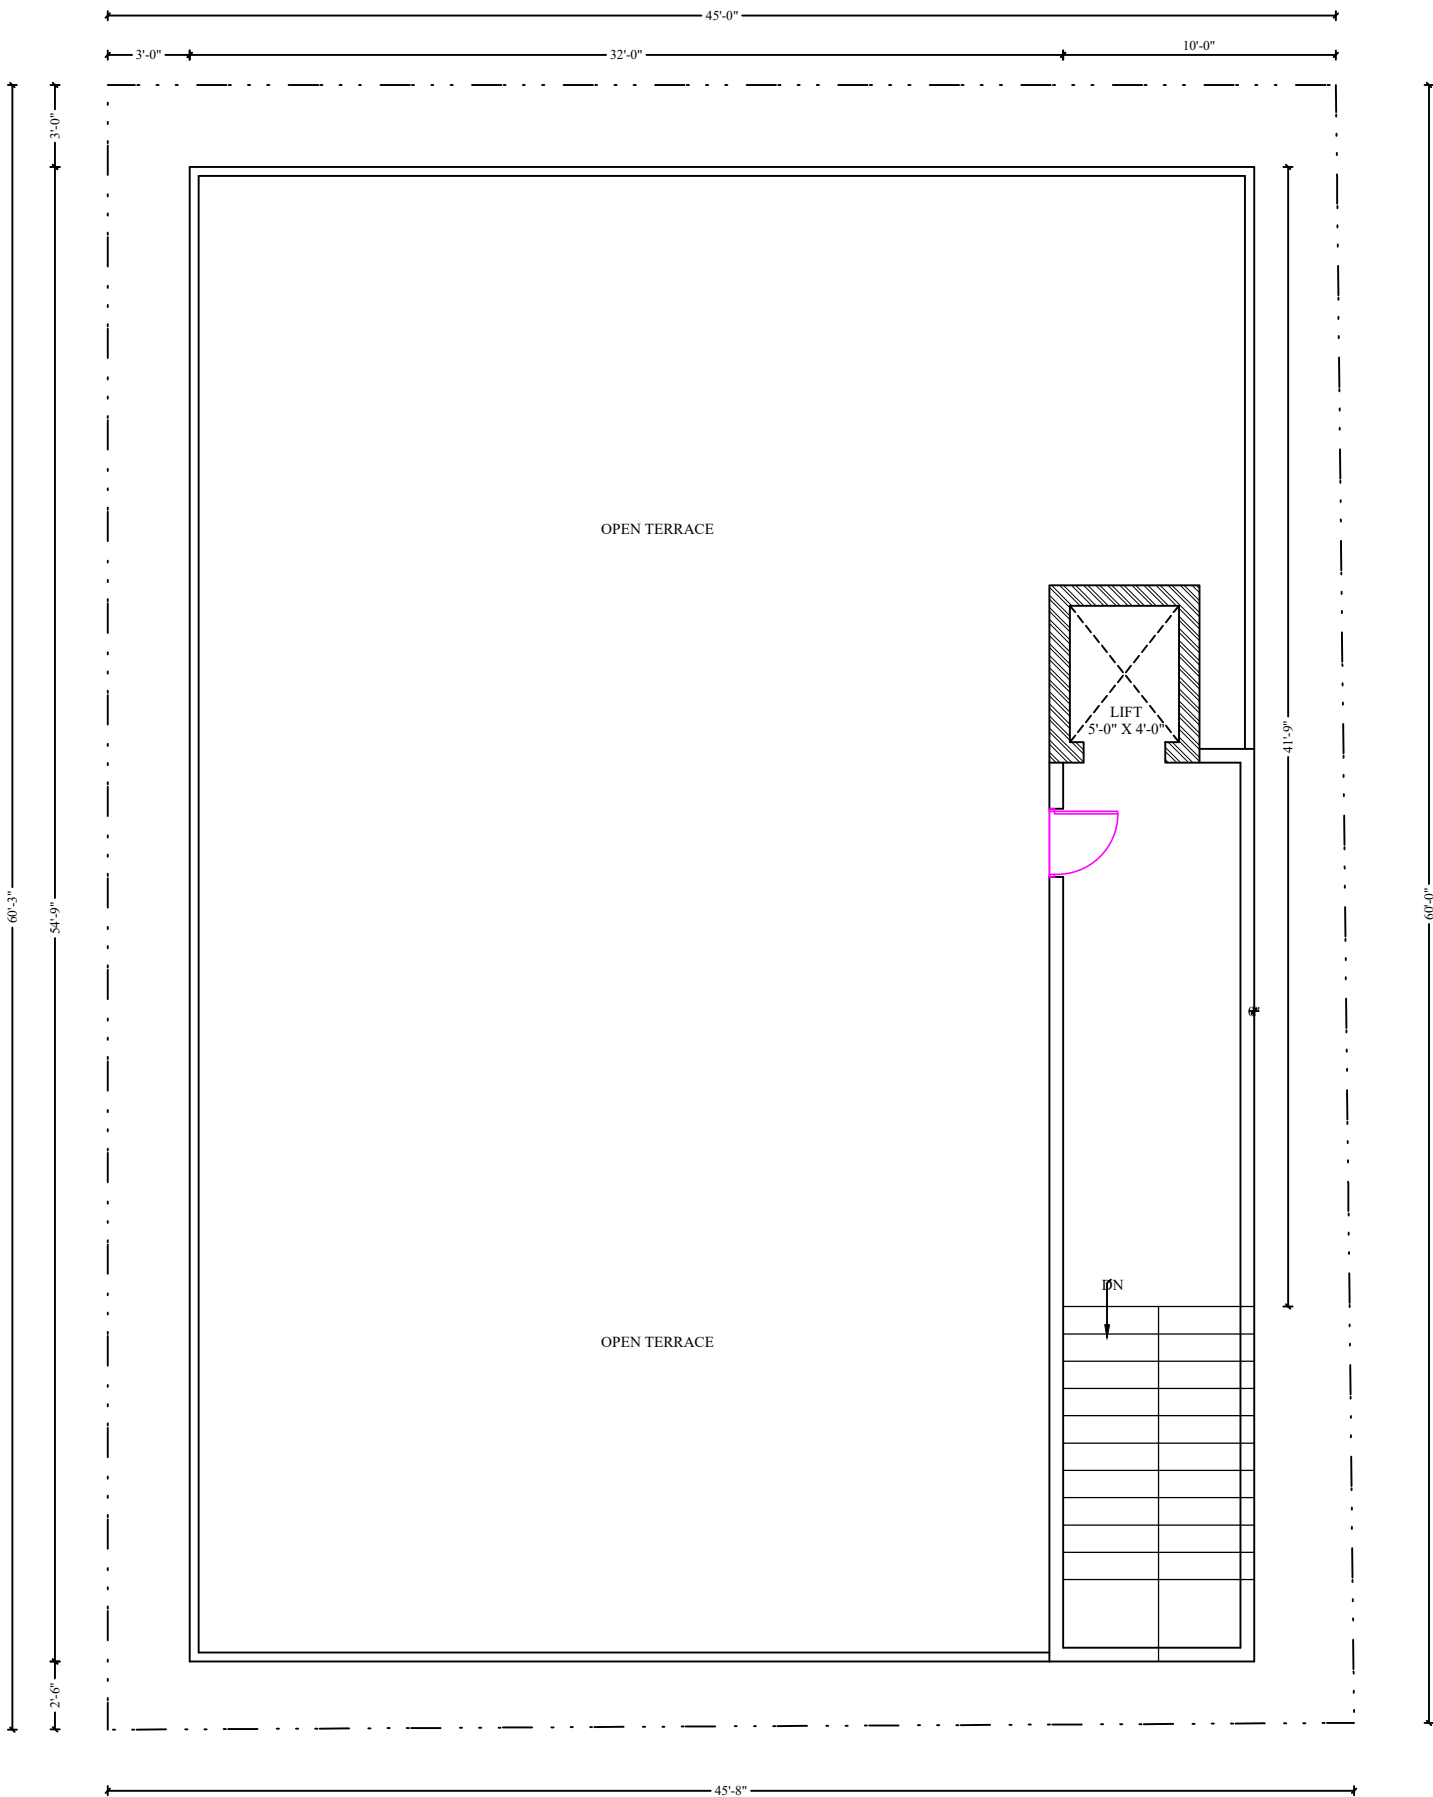 45'-0"
3'-0"
32'-0"
10'-0"
3'-0"
OPEN TERRACE
LIFT
5'-0" X 4'-0"
41'-9"
60'-3"
54'-9"
60'-0"
DN
OPEN TERRACE
2'-6"
45'-8"